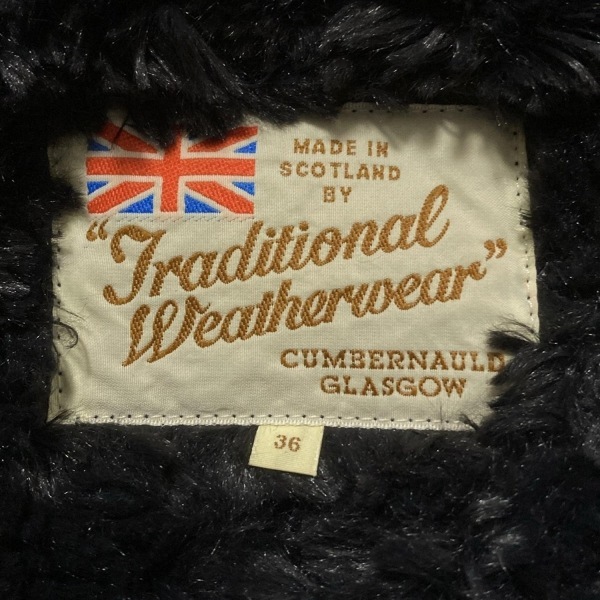 MADE IN
SCOTLAND
BY
"Traditional
Weatherwear"
CUMBERNAULD
GLASGOW
36